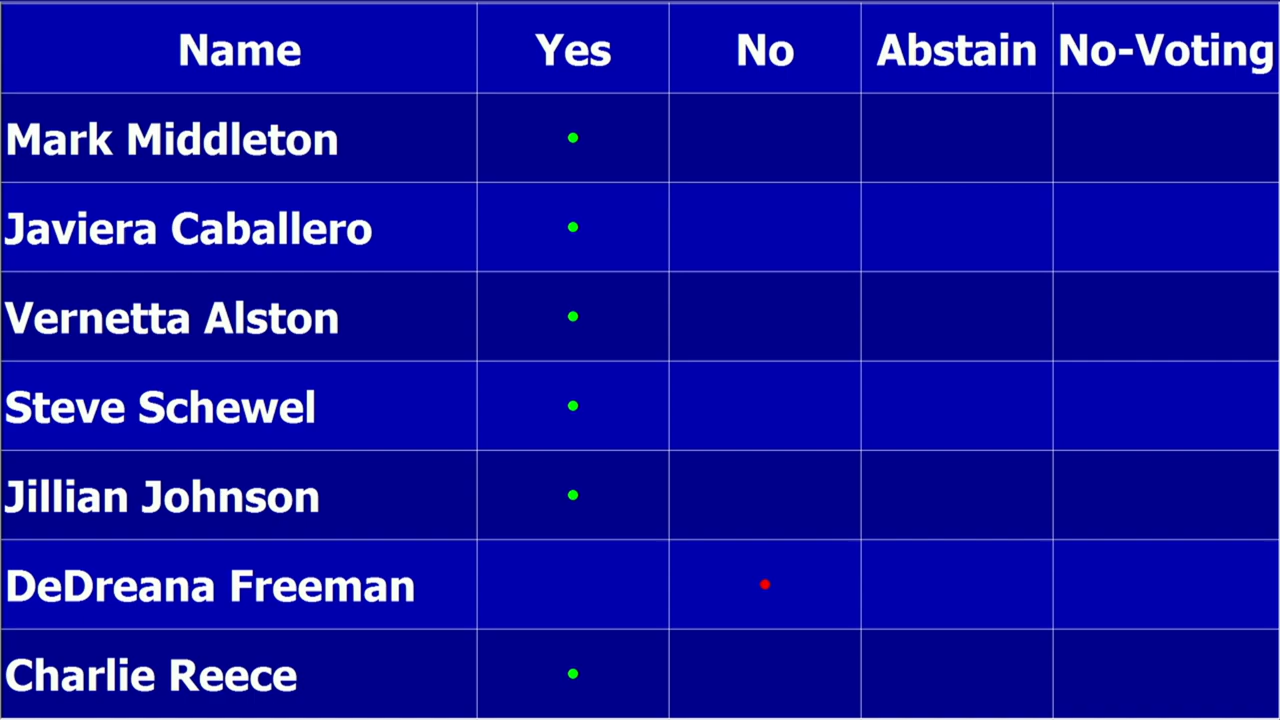 Name Yes No Abstain No-Voting
Mark Middleton
Javiera Caballero
Vernetta Alston
Steve Schewel
Jillian Johnson
DeDreana Freeman
Charlie Reece